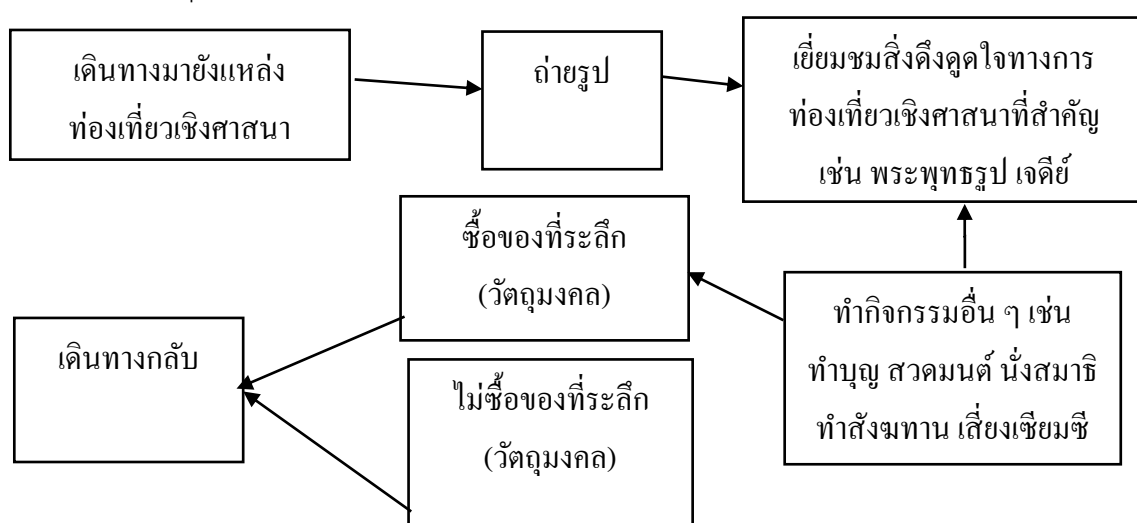 เดินทางมายังแหล่ง
ท่องเที่ยวเชิงศาสนา
ถ่ายรูป
เยี่ยมชมสิ่งดึงดูดใจทางการ
ท่องเที่ยวเชิงศาสนาที่สำคัญ
เช่น พระพุทธรูป เจดีย์
ซื้อของที่ระลึก
(วัตถุมงคล)
ทำกิจกรรมอื่น ๆ เช่น
ทำบุญ สวดมนต์ นั่งสมาธิ
ทำสังฆทาน เสี่ยงเซียมซี
เดินทางกลับ
ไม่ซื้อของที่ระลึก
(วัตถุมงคล)